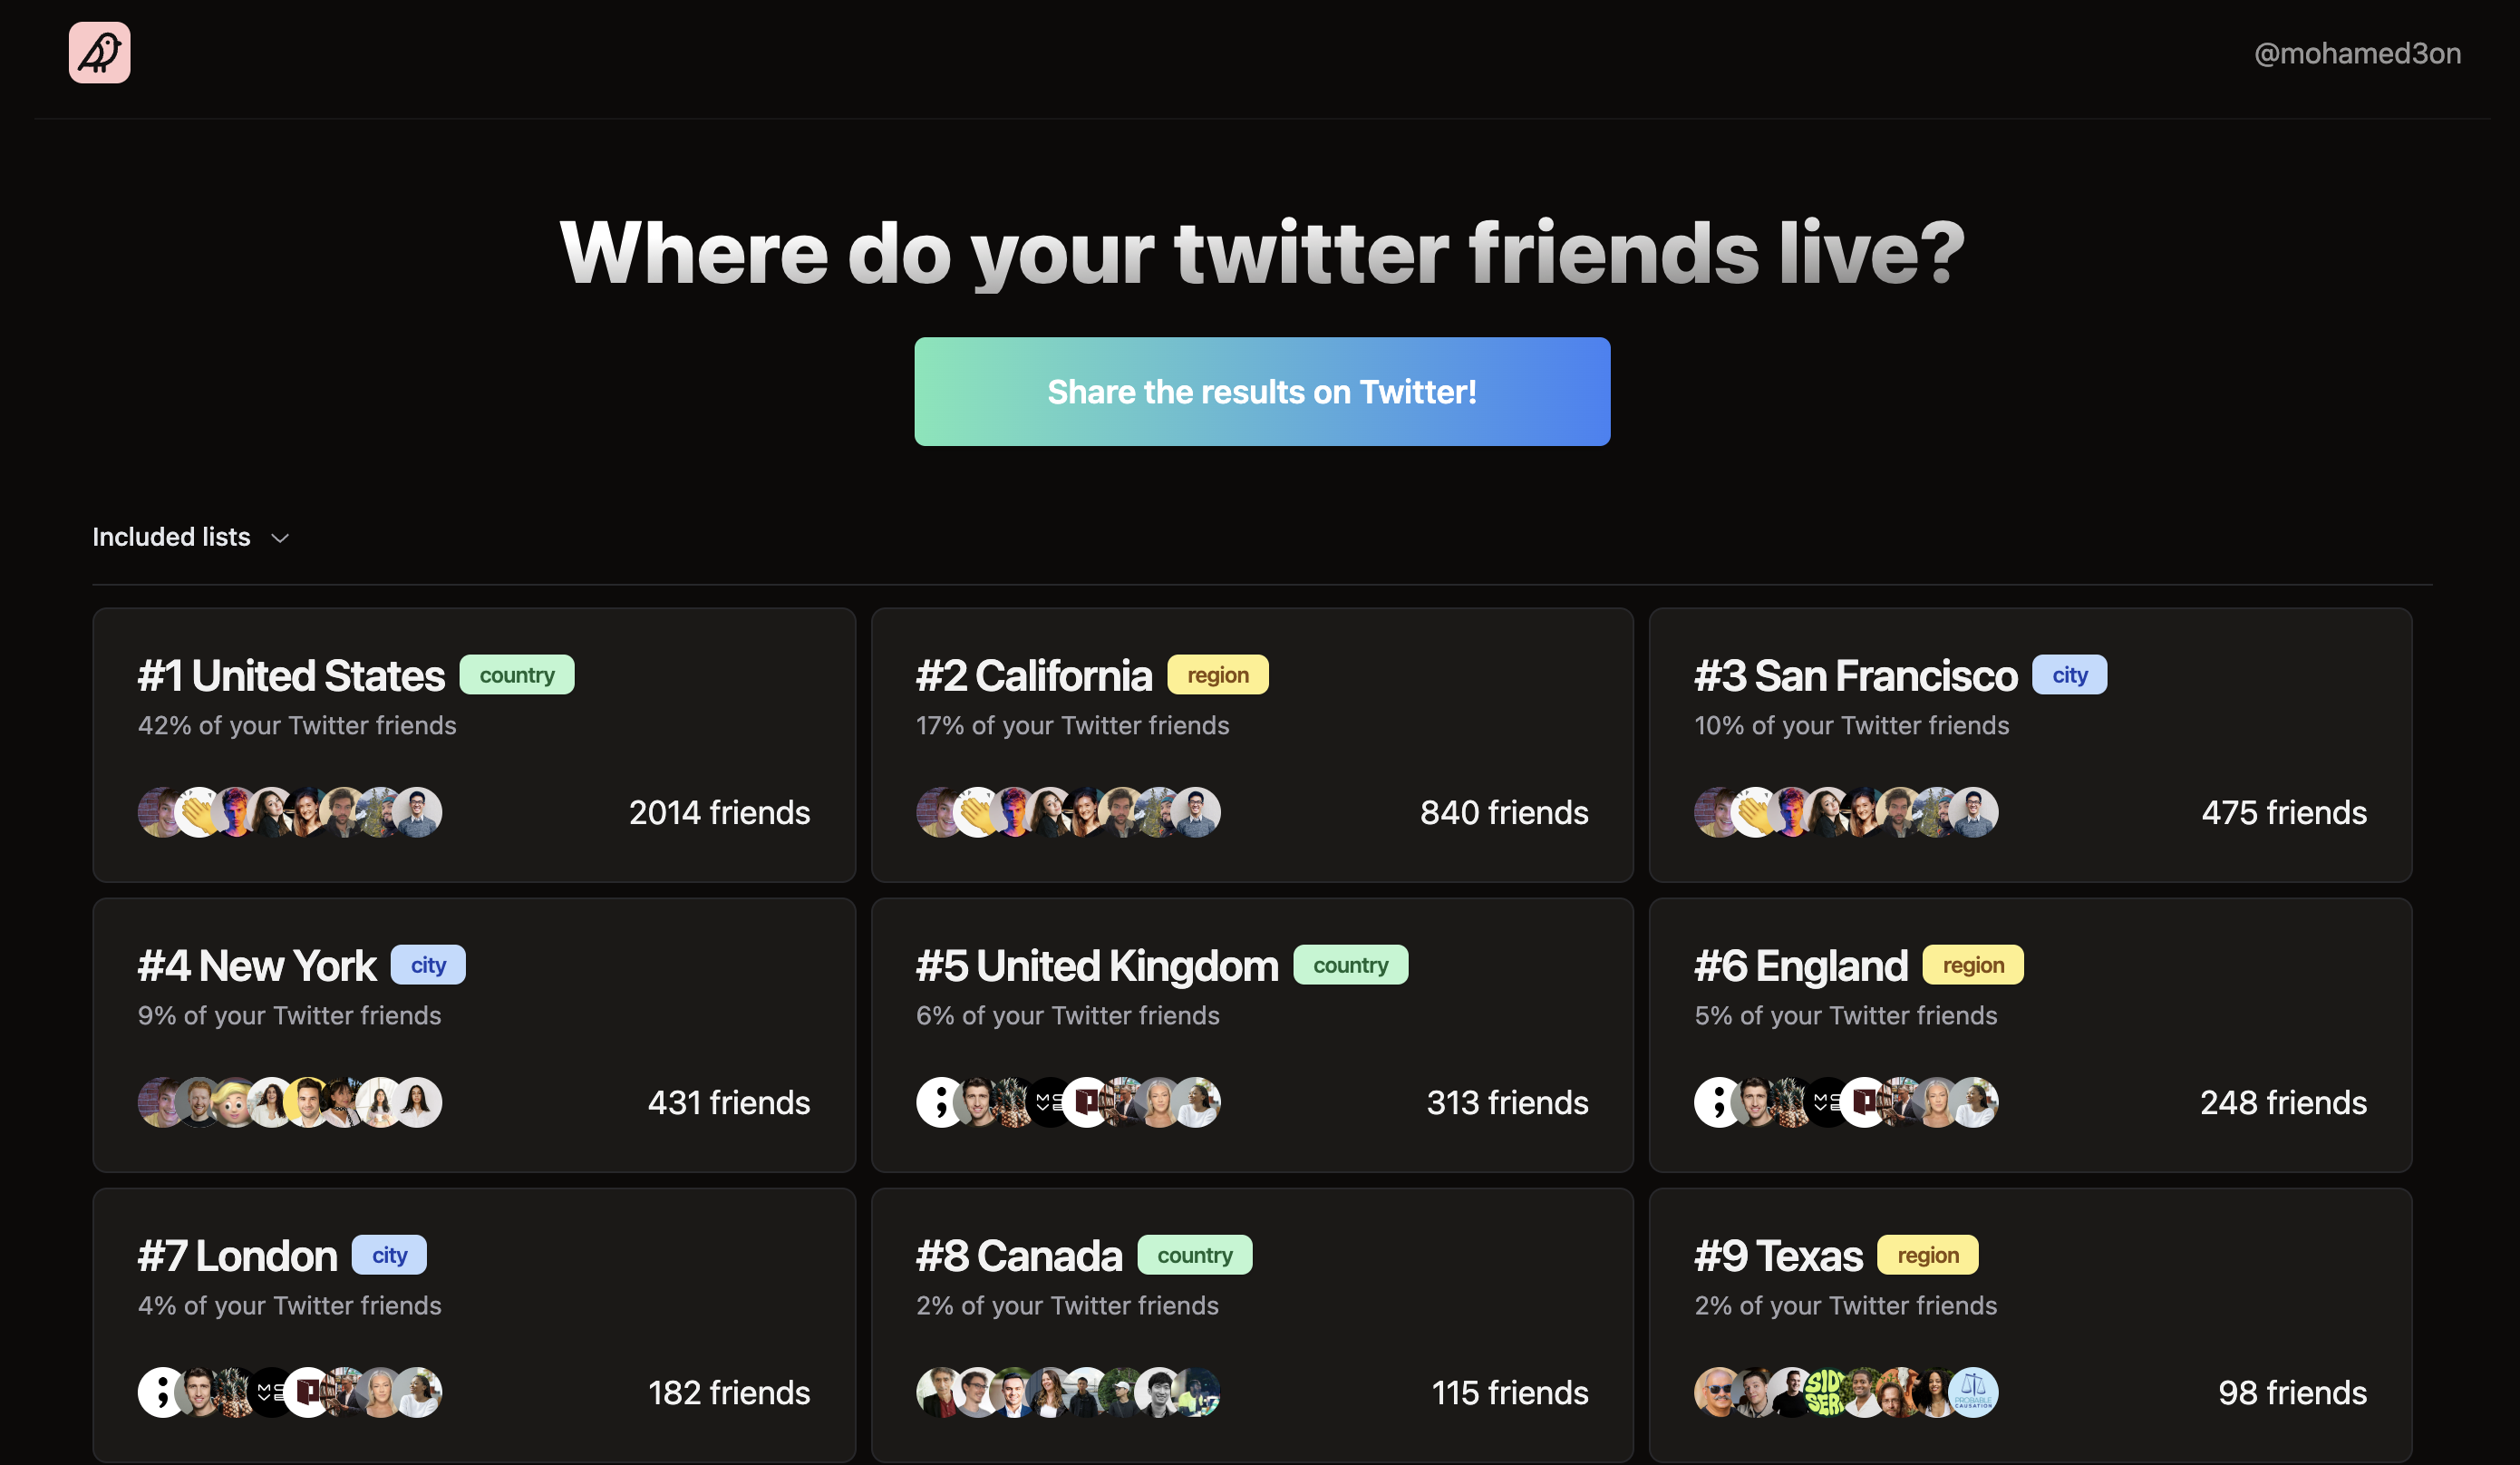 @mohamed3on
Where do your twitter friends live?
Share the results on Twitter!
Included lists
#1 United States country
42% of your Twitter friends
2014 friends
#2 California region
17% of your Twitter friends
840 friends
#3 San Francisco city
10% of your Twitter friends
475 friends
#4 New York city
9% of your Twitter friends
431 friends
#5 United Kingdom country
6% of your Twitter friends
313 friends
#6 England region
5% of your Twitter friends
248 friends
#7 London city
4% of your Twitter friends
182 friends
#8 Canada country
2% of your Twitter friends
115 friends
#9 Texas region
2% of your Twitter friends
PROBABLE
CAUSATION
98 friends